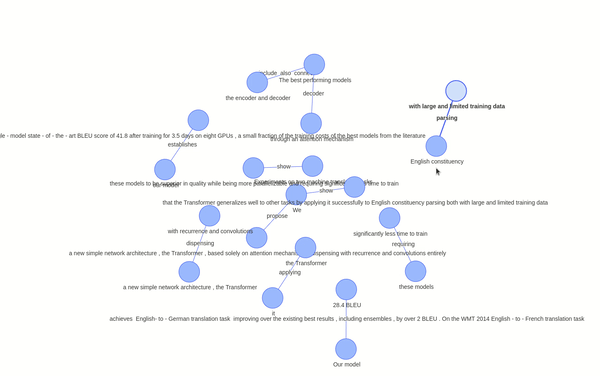 include_also_connec
The best performing models
the encoder and decoder
decoder
with large and limited training data
parsing
through an attention mechanism
le - model state - of - the - art BLEU score of 41.8 after training for 3.5 days on eight GPUs , a small fraction of the training costs of the best models from the literature
establishes
English constituency
show
Experiments on two machine translation tasks
our model
these models to be superior in quality while being more parallelizable and requiring significantly less time to train
show
that the Transformer generalizes well to other tasks by applying it successfully to English constituency parsing both with large and limited training data
We
propose
with recurrence and convolutions
significantly less time to train
dispensing
requiring
a new simple network architecture , the Transformer , based solely on attention mechanisms dispensing with recurrence and convolutions entirely
the Transformer
applying
a new simple network architecture , the Transformer
these models
28.4 BLEU
it
achieves English- to - German translation task improving over the existing best results , including ensembles , by over 2 BLEU . On the WMT 2014 English - to - French translation task
Our model